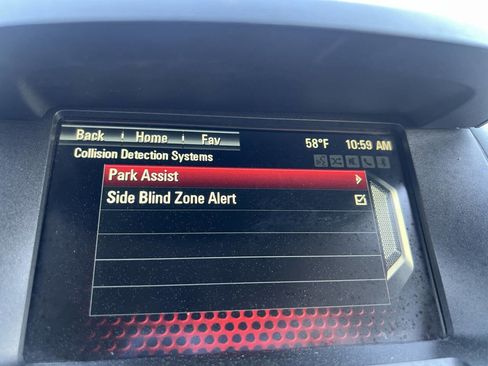 Back Home Fav 58°F 10:59 AM
Collision Detection Systems
Park Assist
Side Blind Zone Alert